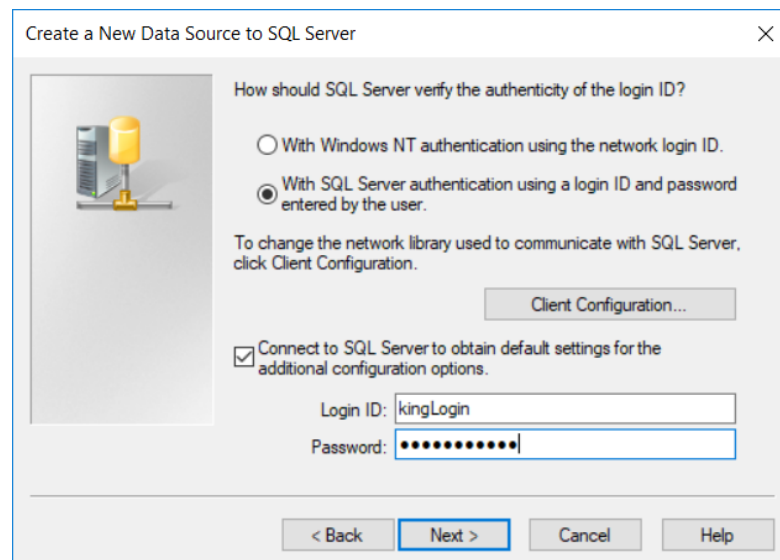 Create a New Data Source to SQL Server
How should SQL Server verify the authenticity of the login ID?
With Windows NT authentication using the network login ID.
With SQL Server authentication using a login ID and password
entered by the user.
To change the network library used to communicate with SQL Server,
click Client Configuration.
Client Configuration...
Connect to SQL Server to obtain default settings for the
additional configuration options.
Login ID: kingLogin
Password: ●●●●●●●●●●●
< Back Next > Cancel Help